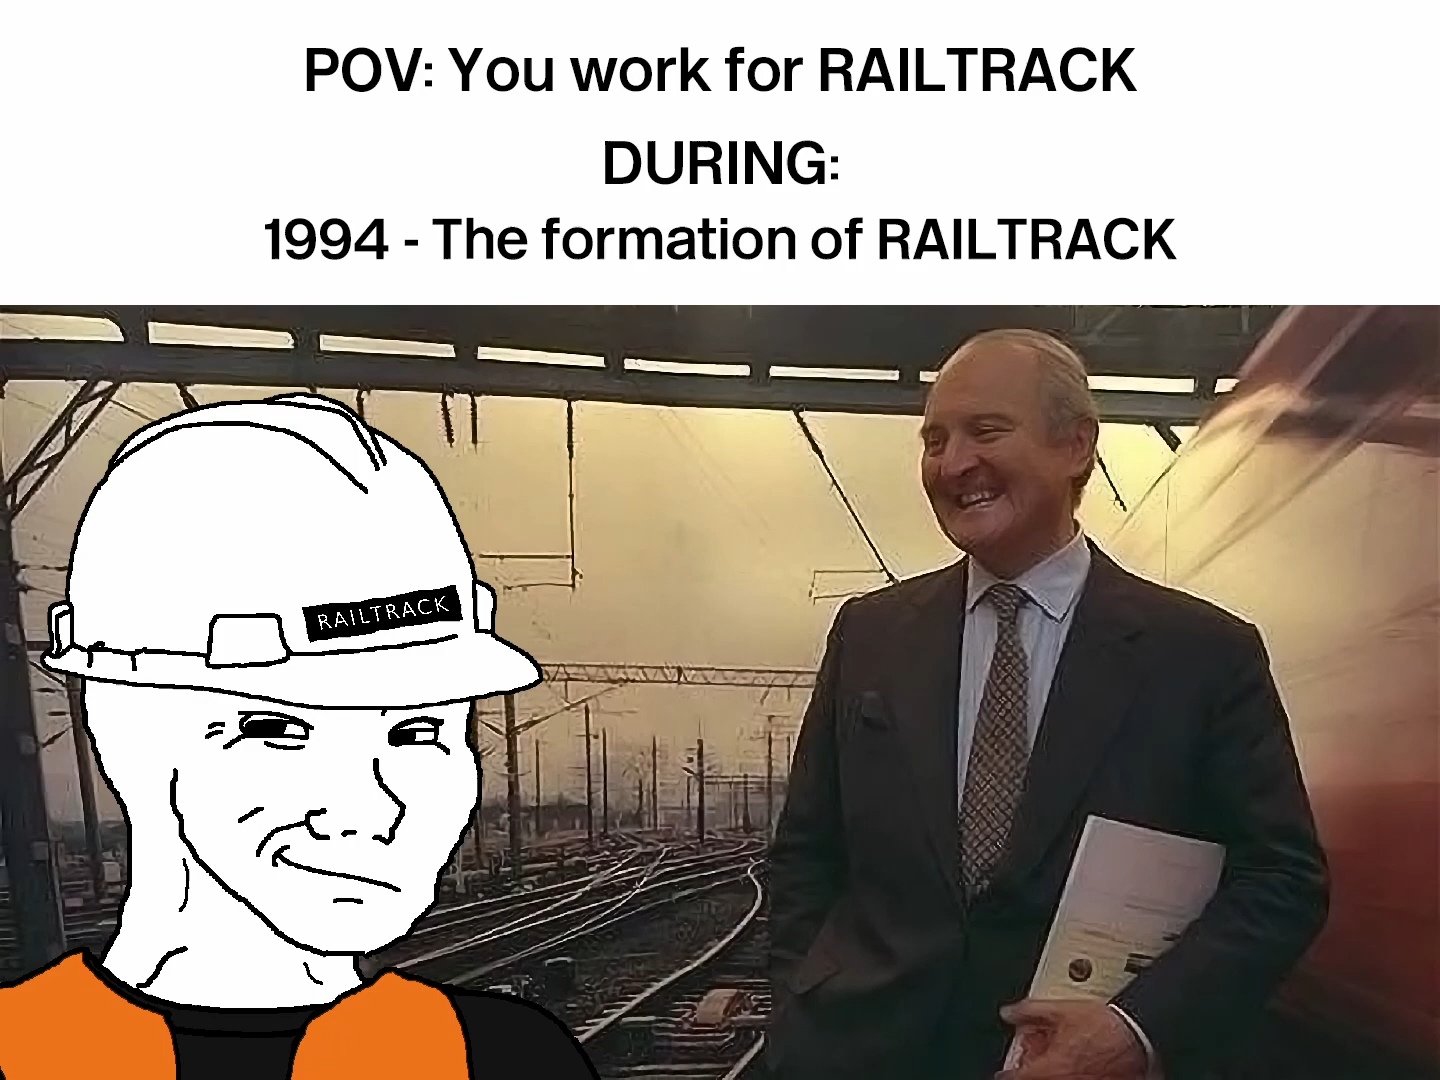 POV: You work for RAILTRACK
DURING:
1994 - The formation of RAILTRACK
RAILTRACK